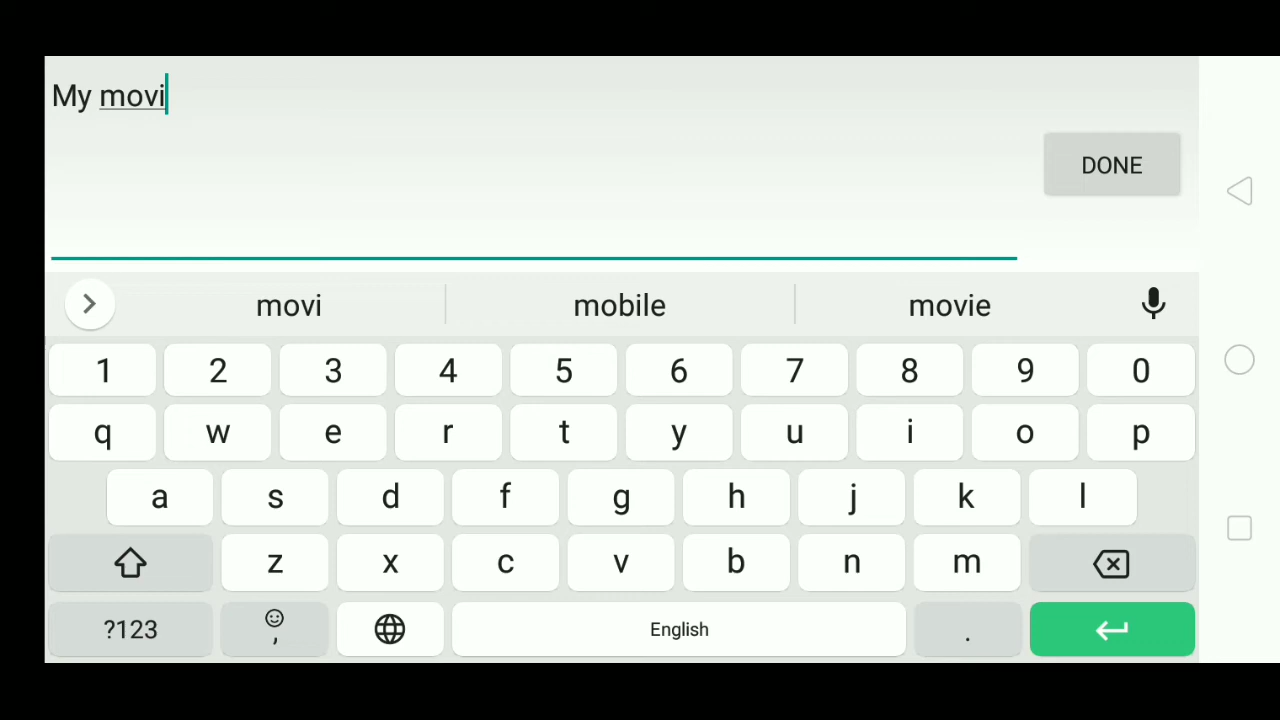 My movi
DONE
movi mobile movie
1 2 3 4 5 6 7 8 9 0
q w e r t y u i o p
a s d f g h j k l
z x c v b n m
?123 , English .